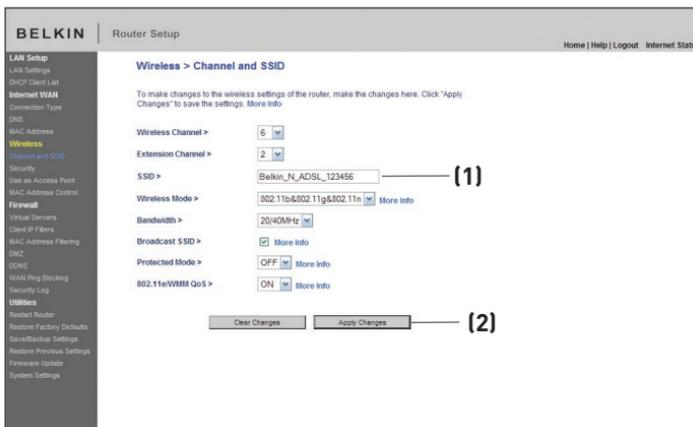 BELKIN | Router Setup
Home | Help | Logout Internet Stat
LAN Setup
LAN Settings
DHCP Client List
Internet WAN
Connection Type
DNS
MAC Address
Wireless
Channel and SSID
Security
Use as Access Point
MAC Address Control
Firewall
Virtual Servers
Client IP Filters
MAC Address Filtering
DMZ
DDNS
WAN Ping Blocking
Security Log
Utilities
Restart Router
Restore Factory Defaults
Save/Backup Settings
Restore Previous Settings
Firmware Update
System Settings
Wireless > Channel and SSID
To make changes to the wireless settings of the router, make the changes here. Click "Apply
Changes" to save the settings. More Info
Wireless Channel > 6
Extension Channel > 2
SSID > Belkin_N_ADSL_123456 (1)
Wireless Mode > 802.11b&802.11g&802.11n More Info
Bandwidth > 20/40MHz
Broadcast SSID > More Info
Protected Mode > OFF More Info
802.11e/WMM QoS > ON More Info
Clear Changes Apply Changes (2)